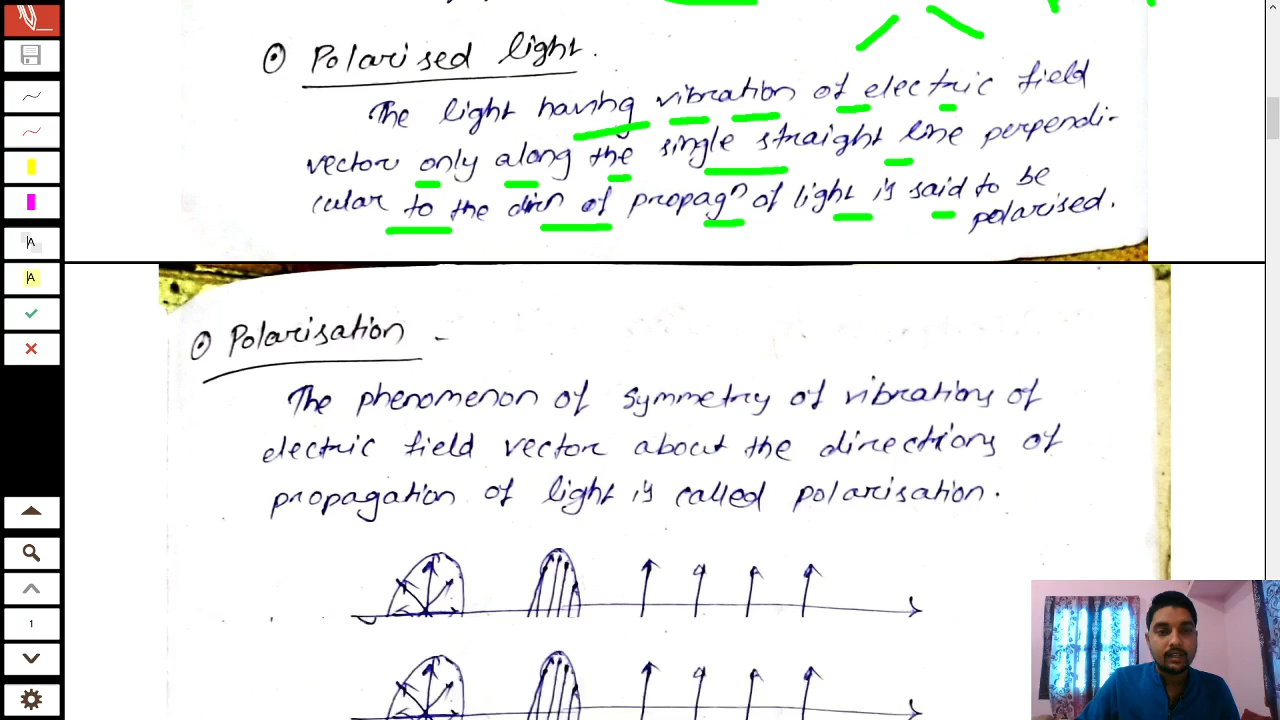 Polarised light.
The light having vibration of electric field
vector only along the single straight line perpendi-
cular to the dirn of propagn of light is said to be
polarised.
Polarisation -
The phenomenon of symmetry of vibrations of
electric field vector about the directions of
propagation of light is called polarisation.
A
A
1